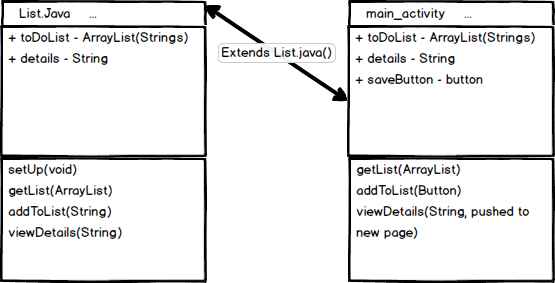 List.Java ...
+ toDoList - ArrayList(Strings)
+ details - String
setUp(void)
getList(ArrayList)
addToList(String)
viewDetails(String)
Extends List.java()
main_activity ...
+ toDoList - ArrayList(Strings)
+ details - String
+ saveButton - button
getList(ArrayList)
addToList(Button)
viewDetails(String, pushed to
new page)